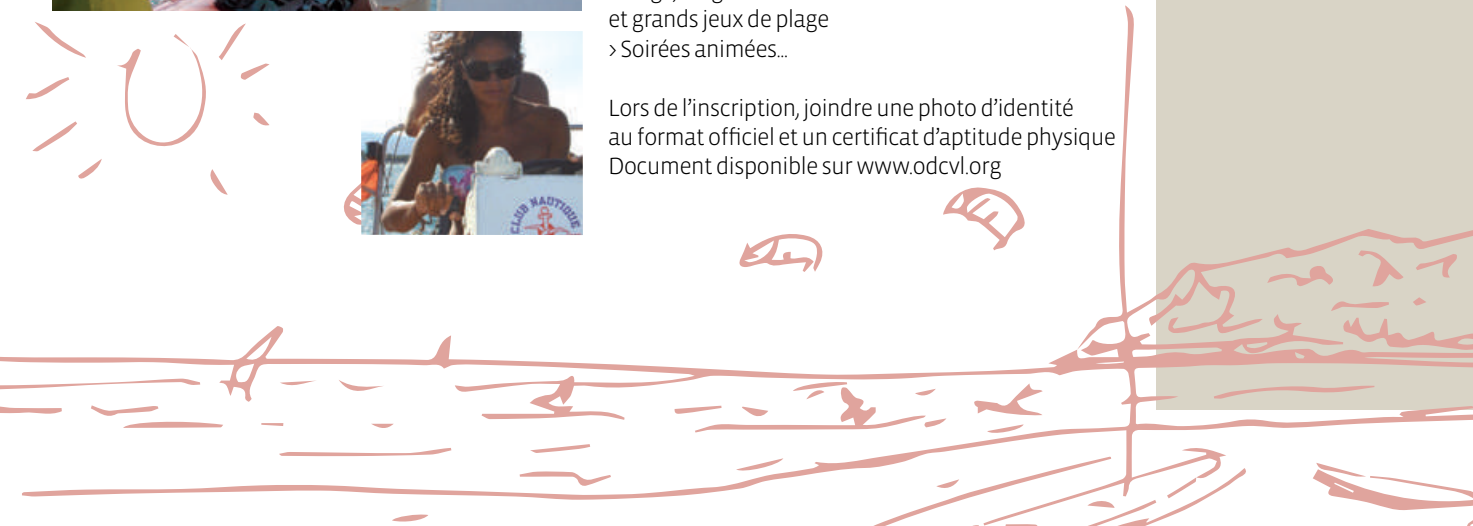 et grands jeux de plage
› Soirées animées…
Lors de l’inscription, joindre une photo d’identité
au format officiel et un certificat d’aptitude physique
Document disponible sur www.odcvl.org
CLUB NAUTIQUE